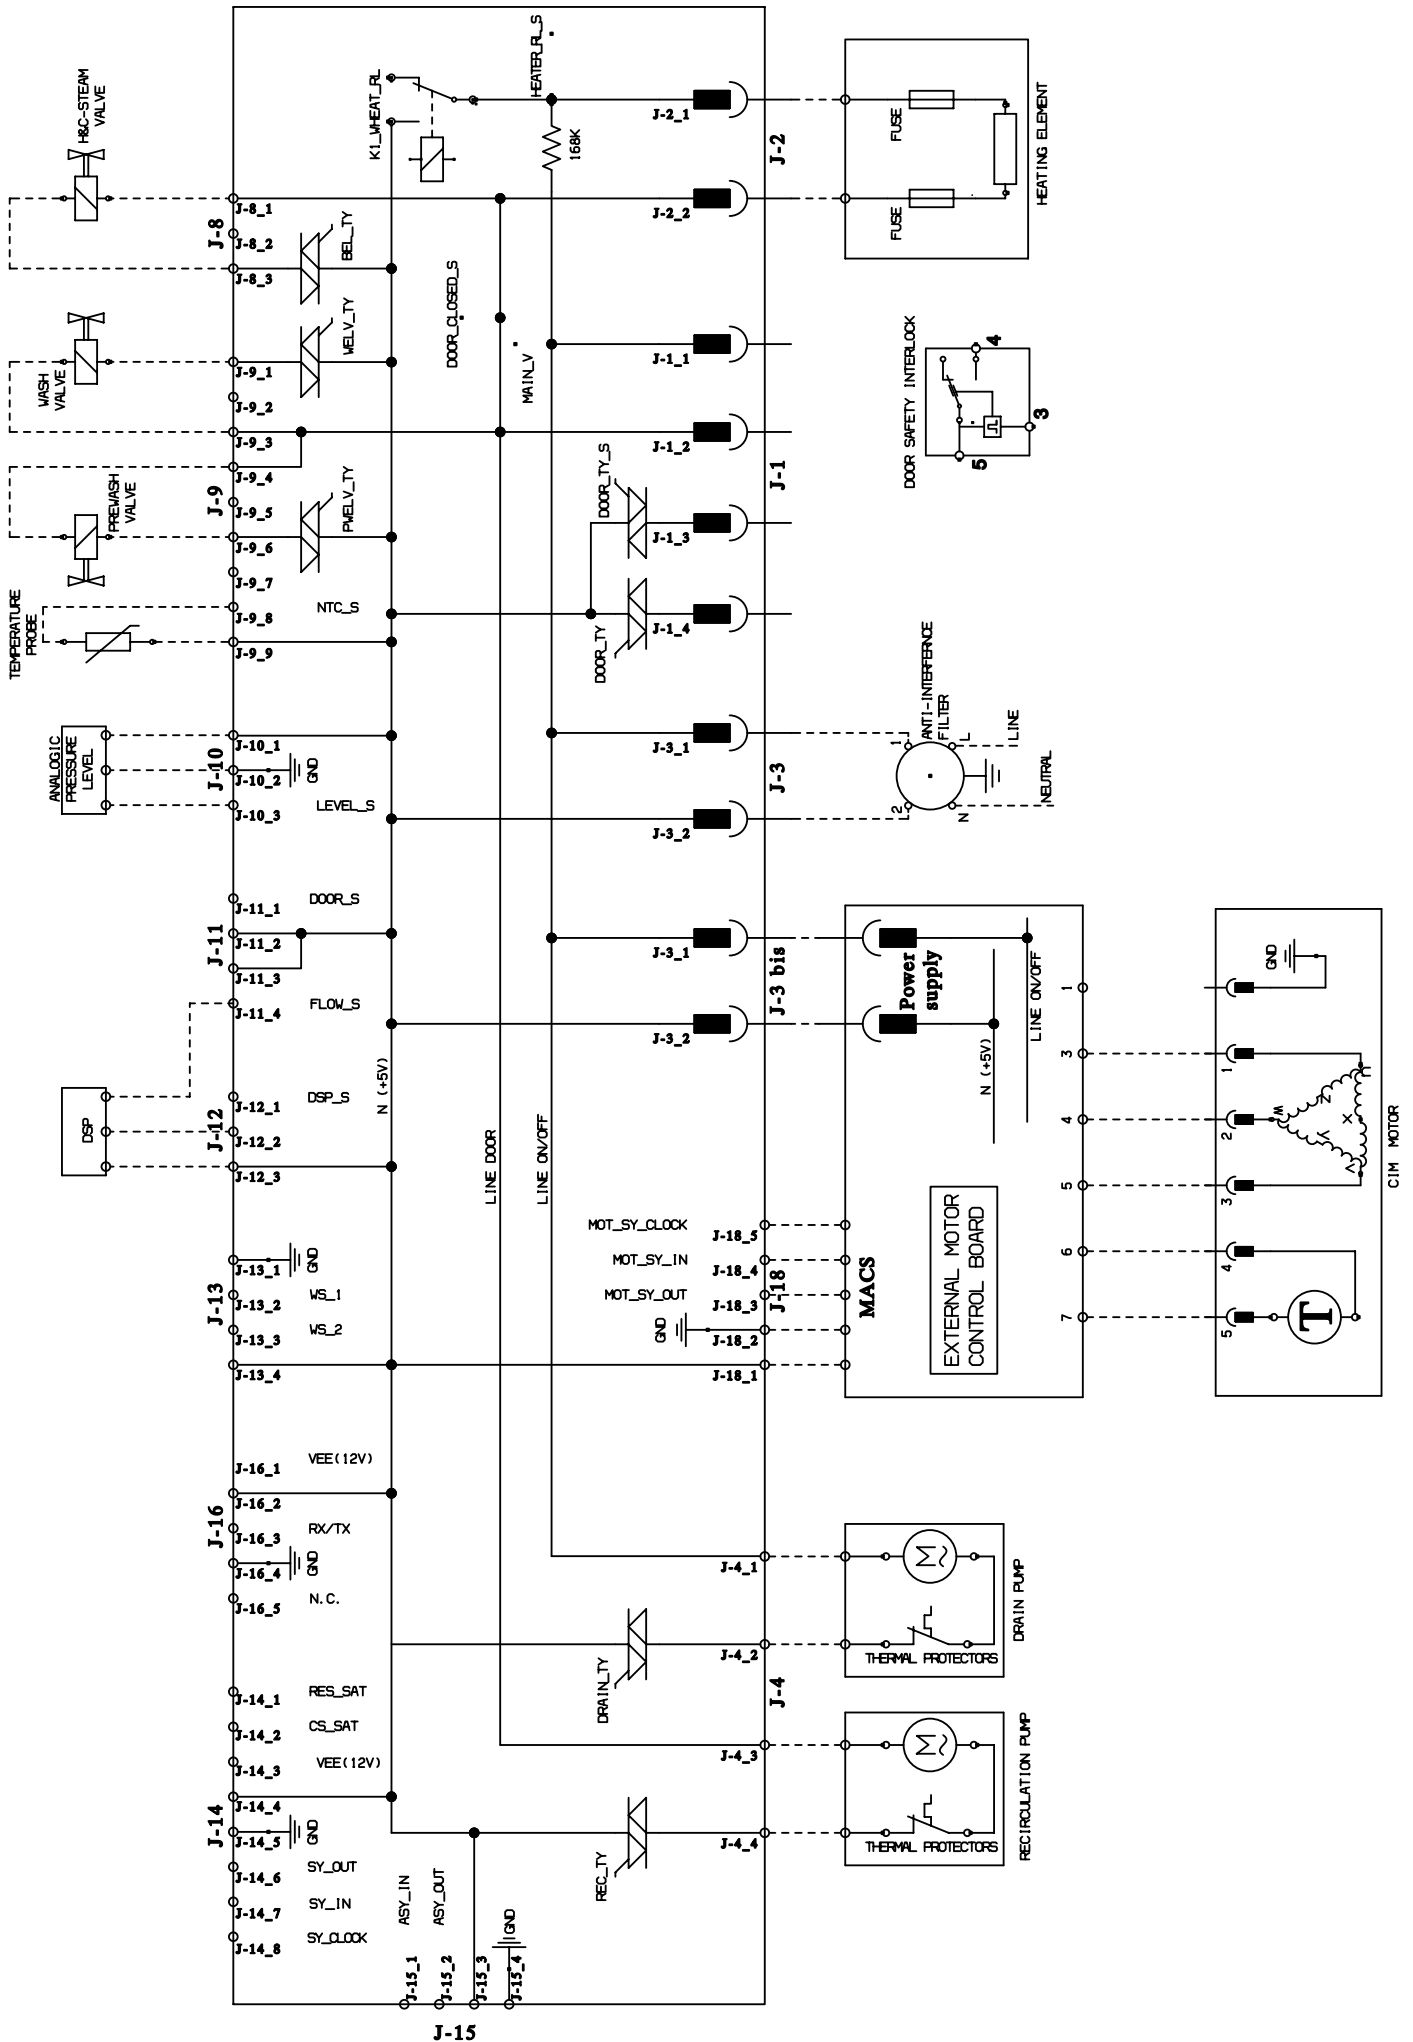 H&C-STEAM
VALVE
WASH
VALVE
PREWASH
VALVE
TEMPERATURE
PROBE
ANALOGIC
PRESSURE
LEVEL
DSP
J-8
J-8_1
J-8_2
J-8_3
BEL_TY
J-9
J-9_1
J-9_2
J-9_3
J-9_4
J-9_5
J-9_6
J-9_7
J-9_8
J-9_9
WELV_TY
PWELV_TY
NTC_S
J-10
J-10_1
J-10_2
J-10_3
GND
LEVEL_S
J-11
J-11_1
J-11_2
J-11_3
J-11_4
DOOR_S
FLOW_S
J-12
J-12_1
J-12_2
J-12_3
DSP_S
J-13
J-13_1
J-13_2
J-13_3
J-13_4
GND
WS_1
WS_2
J-16
J-16_1
J-16_2
J-16_3
J-16_4
J-16_5
VEE(12V)
RX/TX
GND
N.C.
J-14
J-14_1
J-14_2
J-14_3
J-14_4
J-14_5
J-14_6
J-14_7
J-14_8
RES_SAT
CS_SAT
VEE(12V)
GND
SY_OUT
SY_IN
SY_CLOCK
J-15
J-15_1
J-15_2
J-15_3
J-15_4
ASY_IN
ASY_OUT
GND
K1_WHEAT_RL
HEATER_RL_S
168K
DOOR_CLOSED_S
MAIN_V
N (+5V)
LINE DOOR
LINE ON/OFF
DOOR_TY_S
DOOR_TY
DRAIN_TY
REC_TY
J-2
J-2_1
J-2_2
J-1
J-1_1
J-1_2
J-1_3
J-1_4
J-3
J-3_1
J-3_2
J-3 bis
J-3_1
J-3_2
J-18
J-18_5
J-18_4
J-18_3
J-18_2
J-18_1
MOT_SY_CLOCK
MOT_SY_IN
MOT_SY_OUT
GND
J-4
J-4_1
J-4_2
J-4_3
J-4_4
FUSE
FUSE
HEATING ELEMENT
DOOR SAFETY INTERLOCK
4
3
5
ANTI-INTERFERNCE
FILTER
1
2
L
N
LINE
NEUTRAL
Power
supply
N (+5V)
LINE ON/OFF
MACS
EXTERNAL MOTOR
CONTROL BOARD
1
3
4
5
6
7
GND
1
2
3
4
5
U
Z
W
X
Y
V
T
CIM MOTOR
M
THERMAL PROTECTORS
DRAIN PUMP
M
THERMAL PROTECTORS
RECIRCULATION PUMP